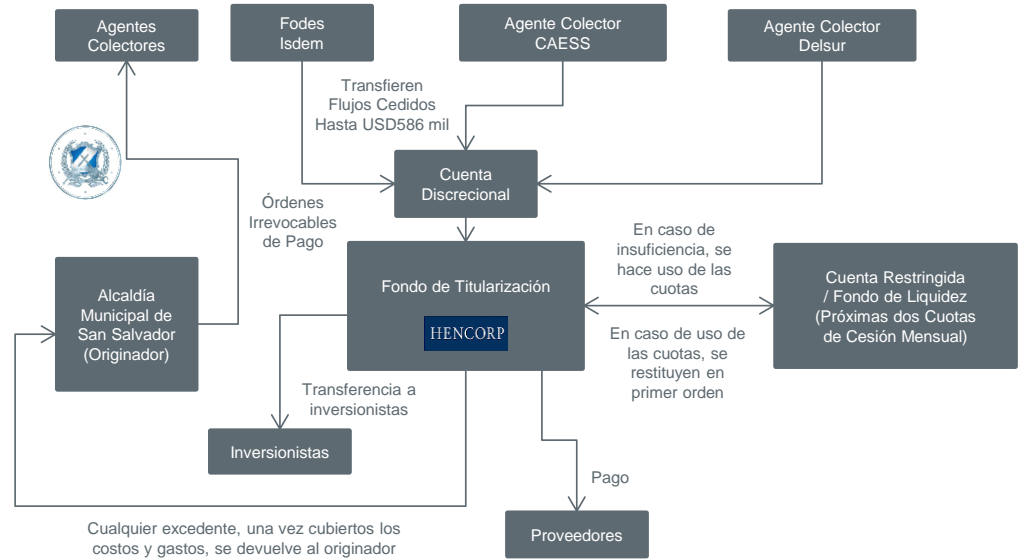 Agentes
Colectores
Fodes
Isdem
Agente Colector
CAESS
Agente Colector
Delsur
Transfieren
Flujos Cedidos
Hasta USD586 mil
Cuenta
Discrecional
Órdenes
Irrevocables
de Pago
En caso de
insuficiencia, se
hace uso de las
cuotas
Alcaldía
Municipal de
San Salvador
(Originador)
Fondo de Titularización
HENCORP
Cuenta Restringida
/ Fondo de Liquidez
(Próximas dos Cuotas
de Cesión Mensual)
En caso de uso de
las cuotas, se
restituyen en
primer orden
Transferencia a
inversionistas
Inversionistas
Pago
Cualquier excedente, una vez cubiertos los
costos y gastos, se devuelve al originador
Proveedores